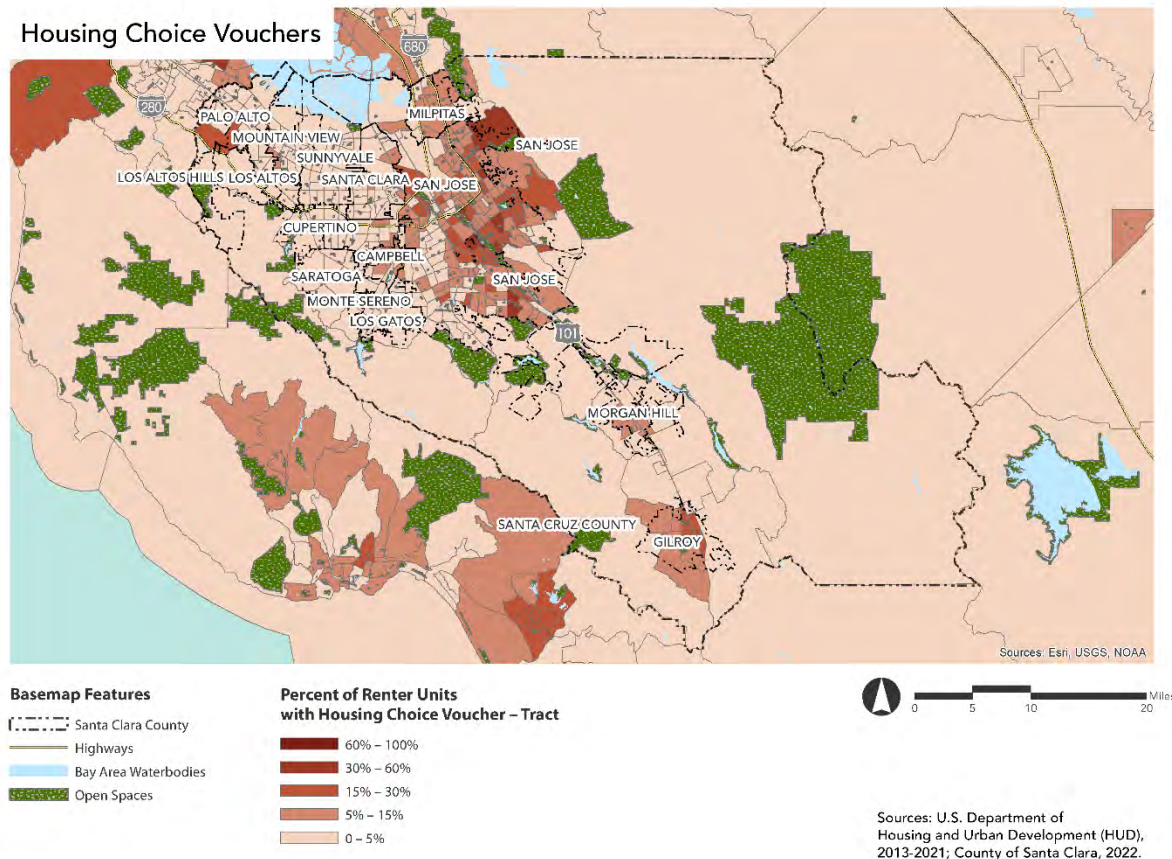 Housing Choice Vouchers
680
280
PALO ALTO
MILPITAS
MOUNTAIN VIEW
SAN JOSE
SUNNYVALE
LOS ALTOS HILLS
LOS ALTOS
SANTA CLARA
SAN JOSE
CUPERTINO
CAMPBELL
SARATOGA
SAN JOSE
MONTE SERENO
LOS GATOS
101
MORGAN HILL
SANTA CRUZ COUNTY
GILROY
Sources: Esri, USGS, NOAA
Basemap Features
Santa Clara County
Highways
Bay Area Waterbodies
Open Spaces
Percent of Renter Units
with Housing Choice Voucher – Tract
60% – 100%
30% – 60%
15% – 30%
5% – 15%
0 – 5%
Miles
0 5 10 20
Sources: U.S. Department of
Housing and Urban Development (HUD),
2013-2021; County of Santa Clara, 2022.